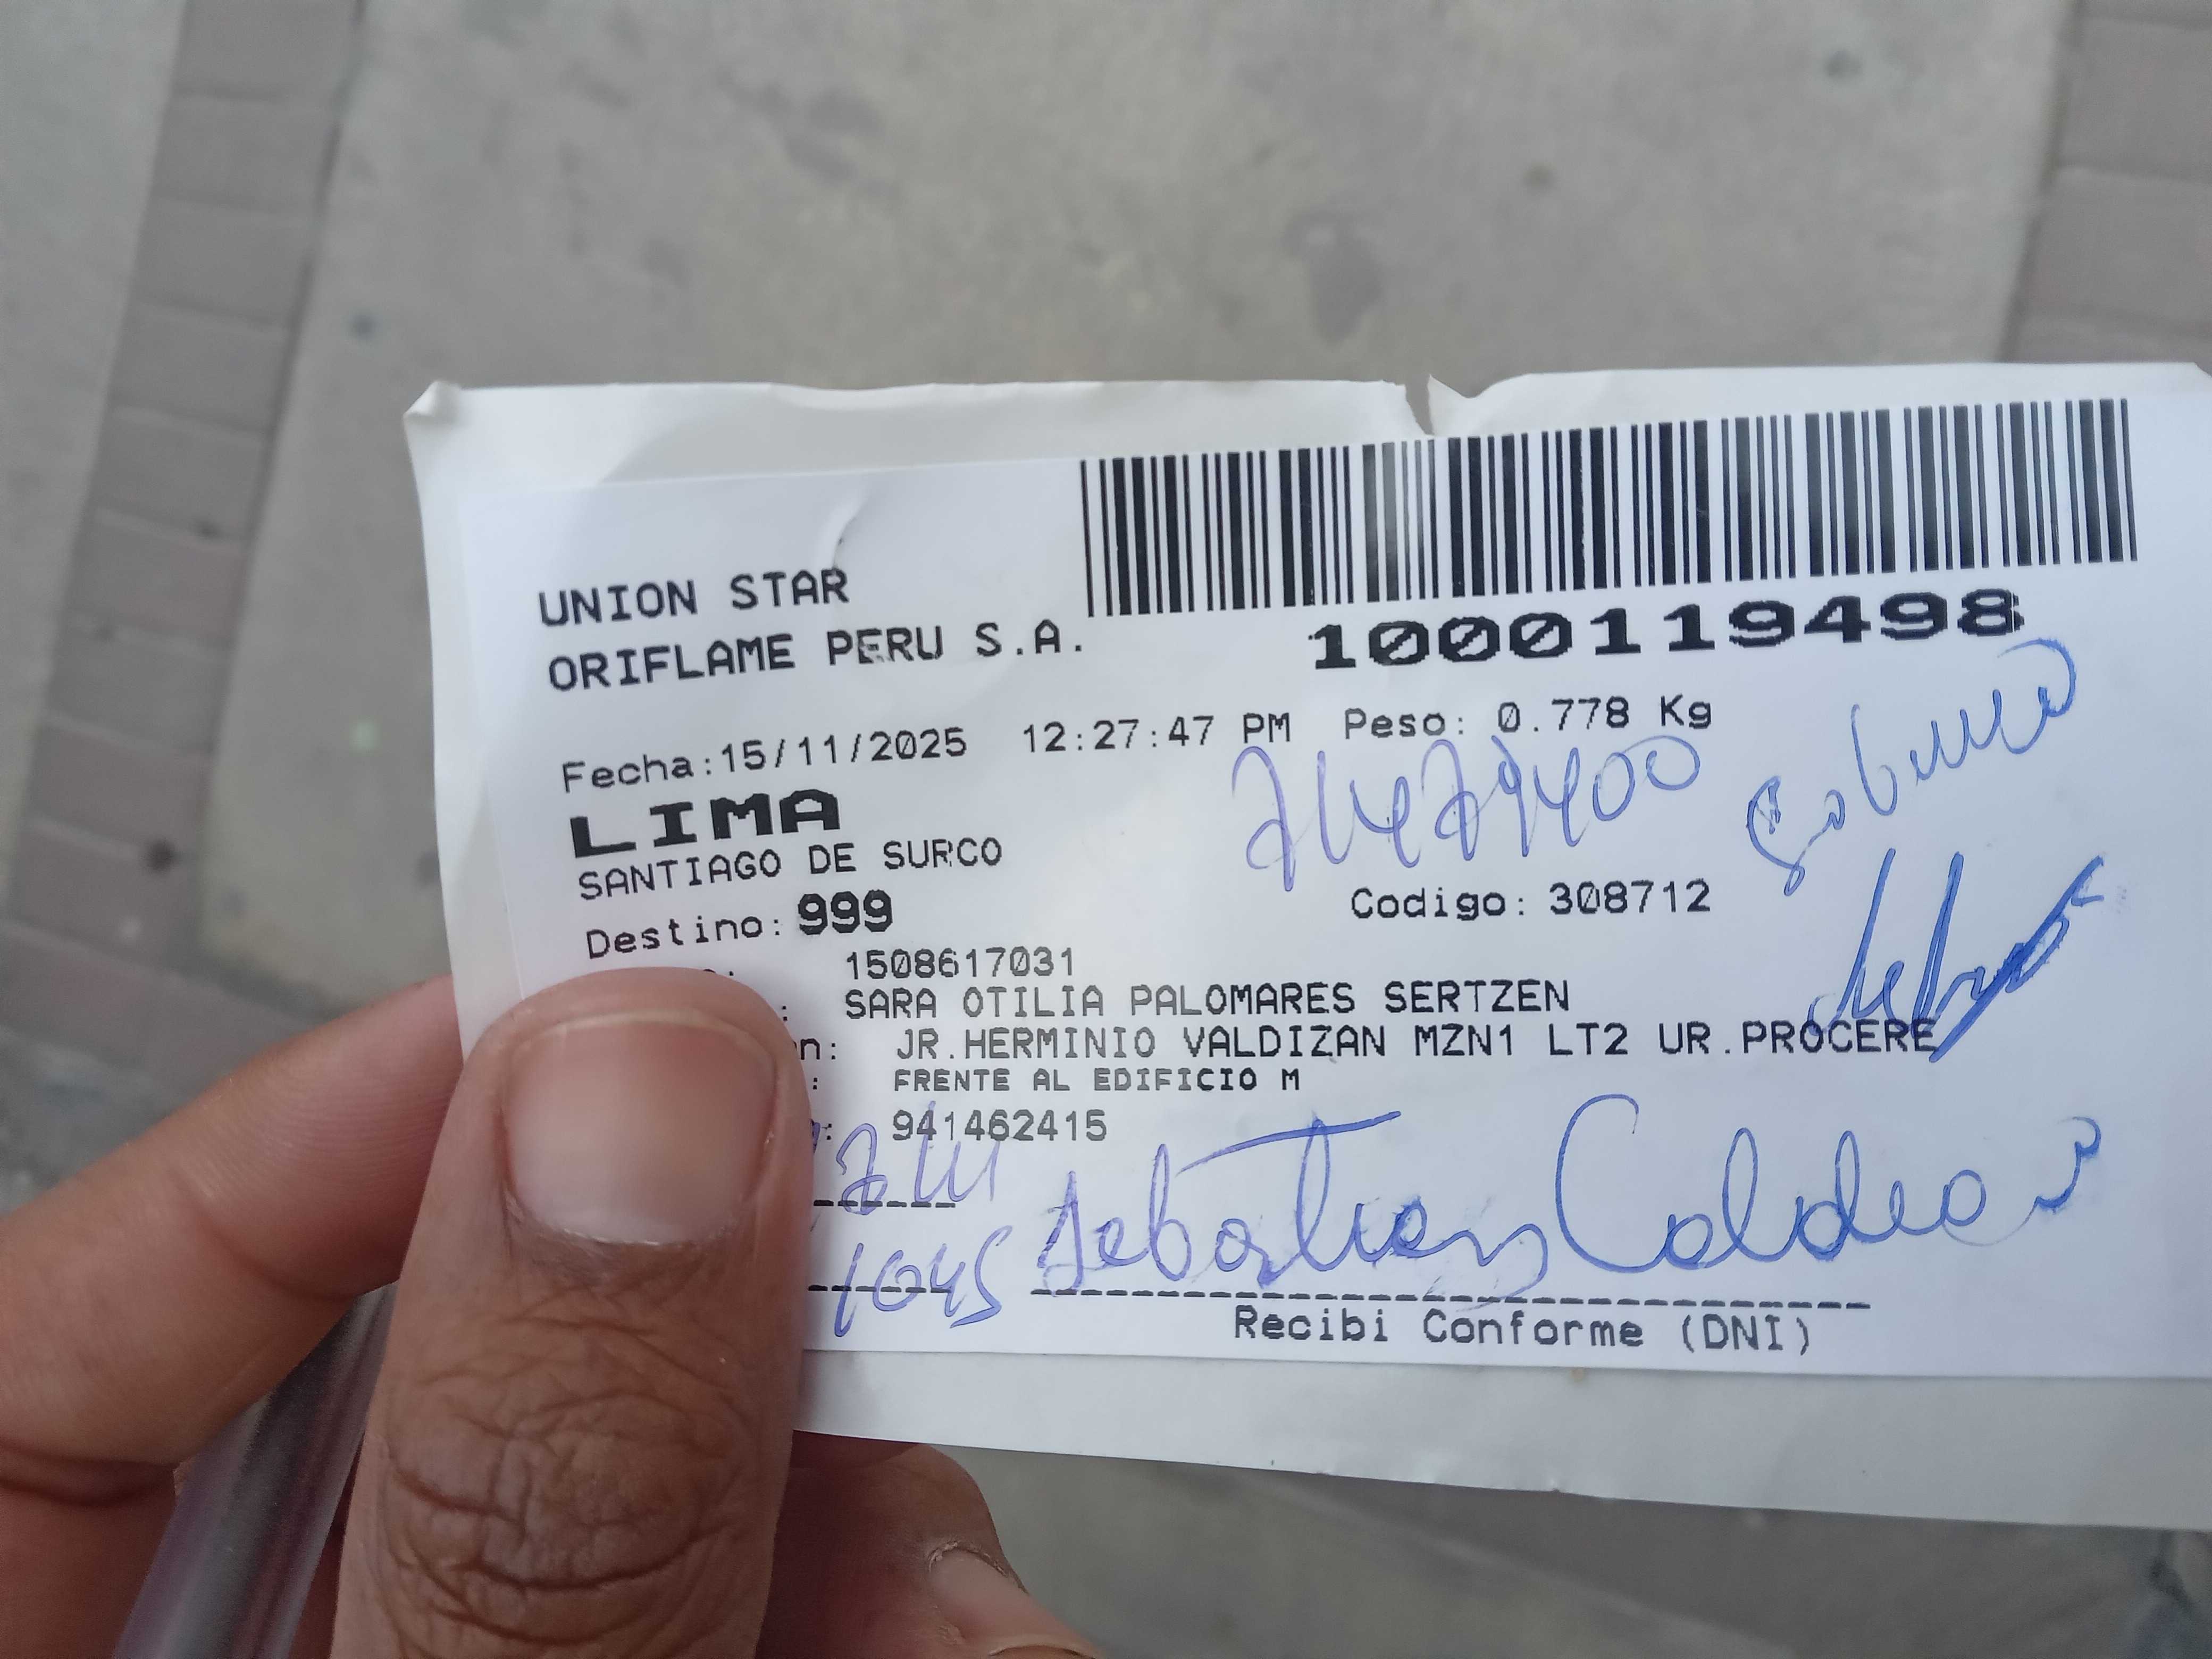 UNION STAR
ORIFLAME PERU S.A.
1000119498
Fecha:15/11/2025 12:27:47 PM Peso: 0.778 Kg
LIMA
SANTIAGO DE SURCO
Destino: 999
Codigo: 308712
1508617031
: SARA OTILIA PALOMARES SERTZEN
n: JR.HERMINIO VALDIZAN MZN1 LT2 UR.PROCERE
: FRENTE AL EDIFICIO M
: 941462415
1045
Sebastian
Recibi Conforme (DNI)